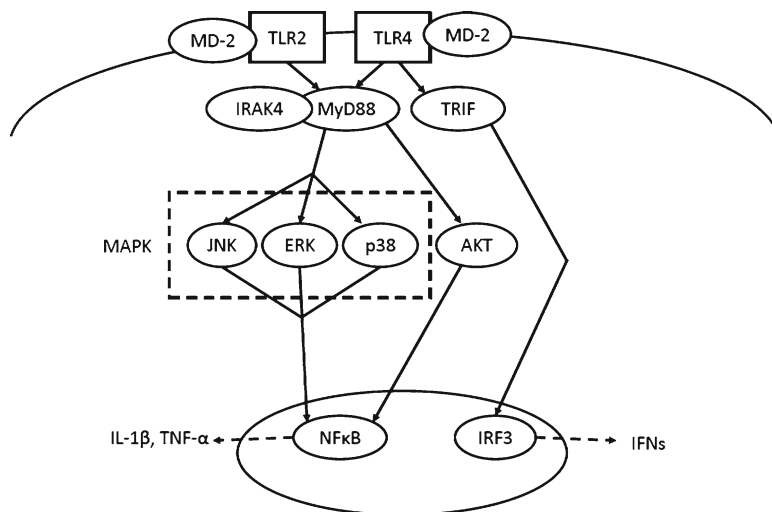 MD-2
TLR2
TLR4
MD-2
IRAK4
MyD88
TRIF
MAPK
JNK
ERK
p38
AKT
IL-1β, TNF-α
NFκB
IRF3
IFNs